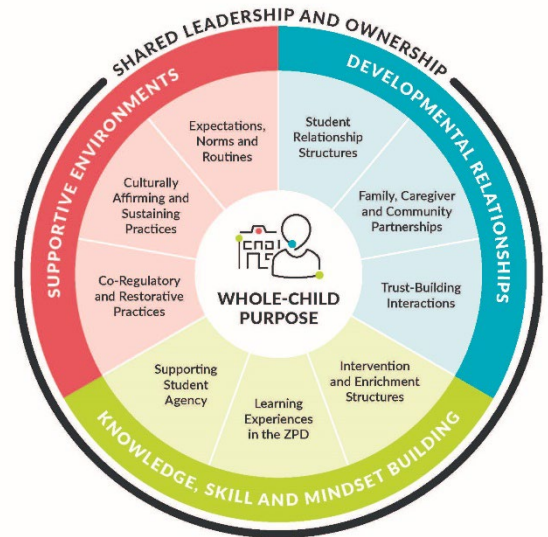 SHARED LEADERSHIP AND OWNERSHIP
SUPPORTIVE ENVIRONMENTS
DEVELOPMENTAL RELATIONSHIPS
Expectations,
Norms and
Routines
Student
Relationship
Structures
Culturally
Affirming and
Sustaining
Practices
Family, Caregiver
and Community
Partnerships
Co-Regulatory
and Restorative
Practices
WHOLE-CHILD
PURPOSE
Trust-Building
Interactions
Supporting
Student
Agency
Learning
Experiences
in the ZPD
Intervention
and Enrichment
Structures
KNOWLEDGE, SKILL AND MINDSET BUILDING